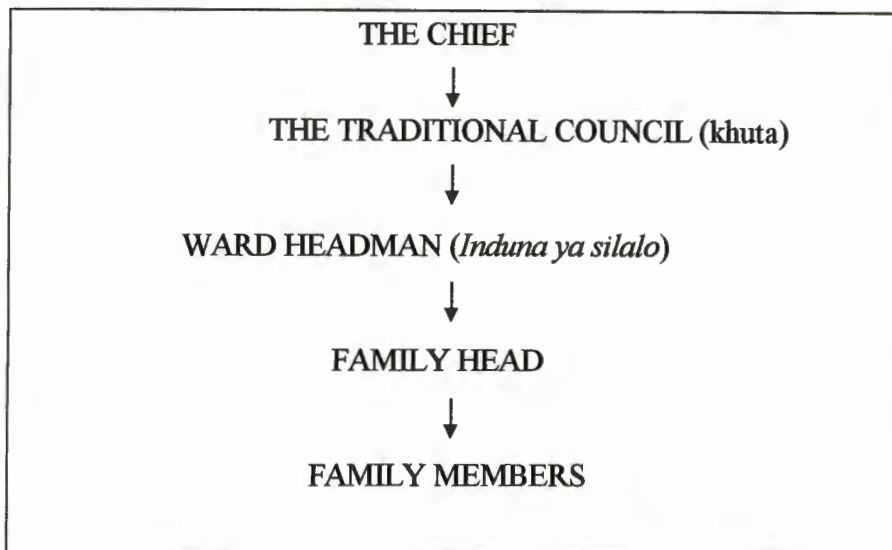 THE CHIEF
THE TRADITIONAL COUNCIL (khuta)
WARD HEADMAN (Induna ya silalo)
FAMILY HEAD
FAMILY MEMBERS